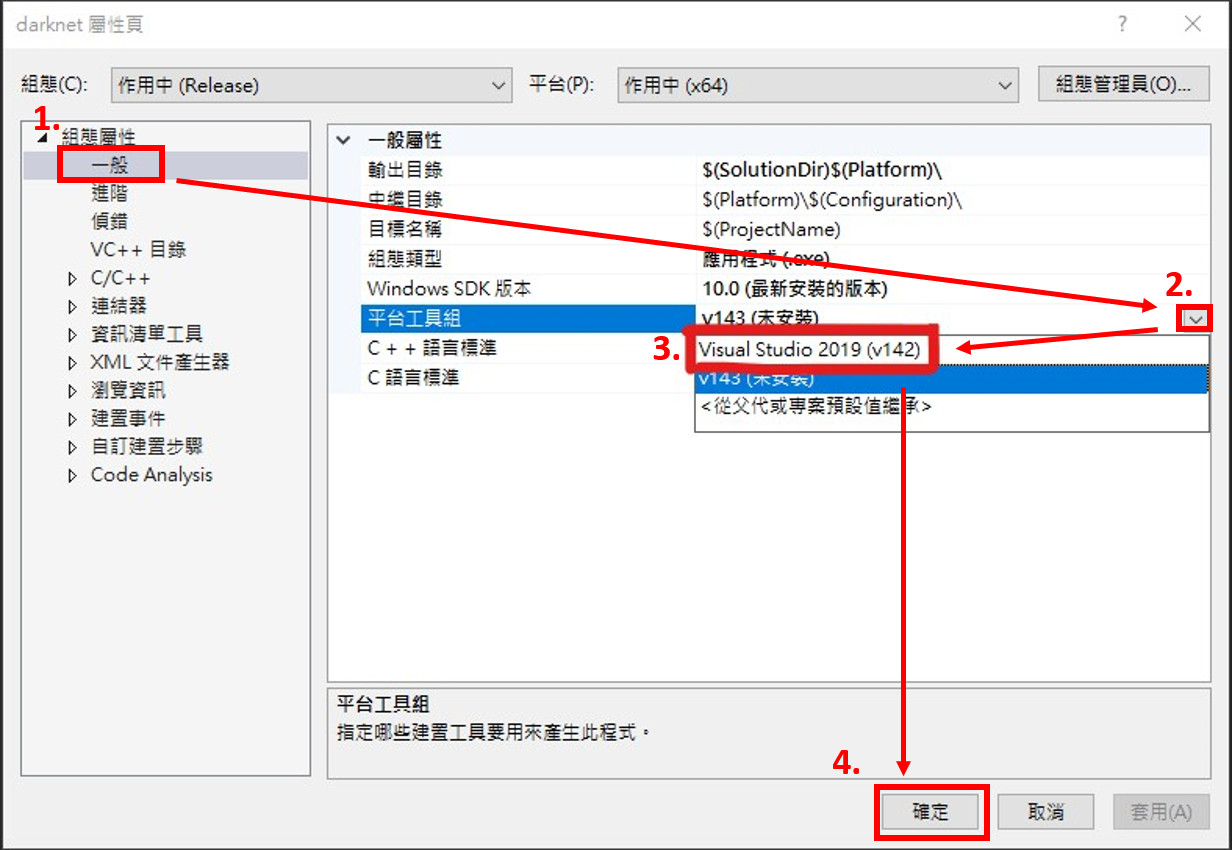 darknet 屬性頁
組態(C):
作用中 (Release)
平台(P):
作用中 (x64)
組態管理員(O)...
1.
組態屬性
一般
進階
偵錯
VC++ 目錄
C/C++
連結器
資訊清單工具
XML 文件產生器
瀏覽資訊
建置事件
自訂建置步驟
Code Analysis
一般屬性
輸出目錄 $(SolutionDir)$(Platform)\
中繼目錄 $(Platform)\$(Configuration)\
目標名稱 $(ProjectName)
組態類型 應用程式 (.exe)
Windows SDK 版本 10.0 (最新安裝的版本)
2.
平台工具組 v143 (未安裝)
C + + 語言標準
3.
Visual Studio 2019 (v142)
C 語言標準
v143 (未安裝)
<從父代或專案預設值繼承>
平台工具組
指定哪些建置工具要用來產生此程式。
4.
確定
取消
套用(A)